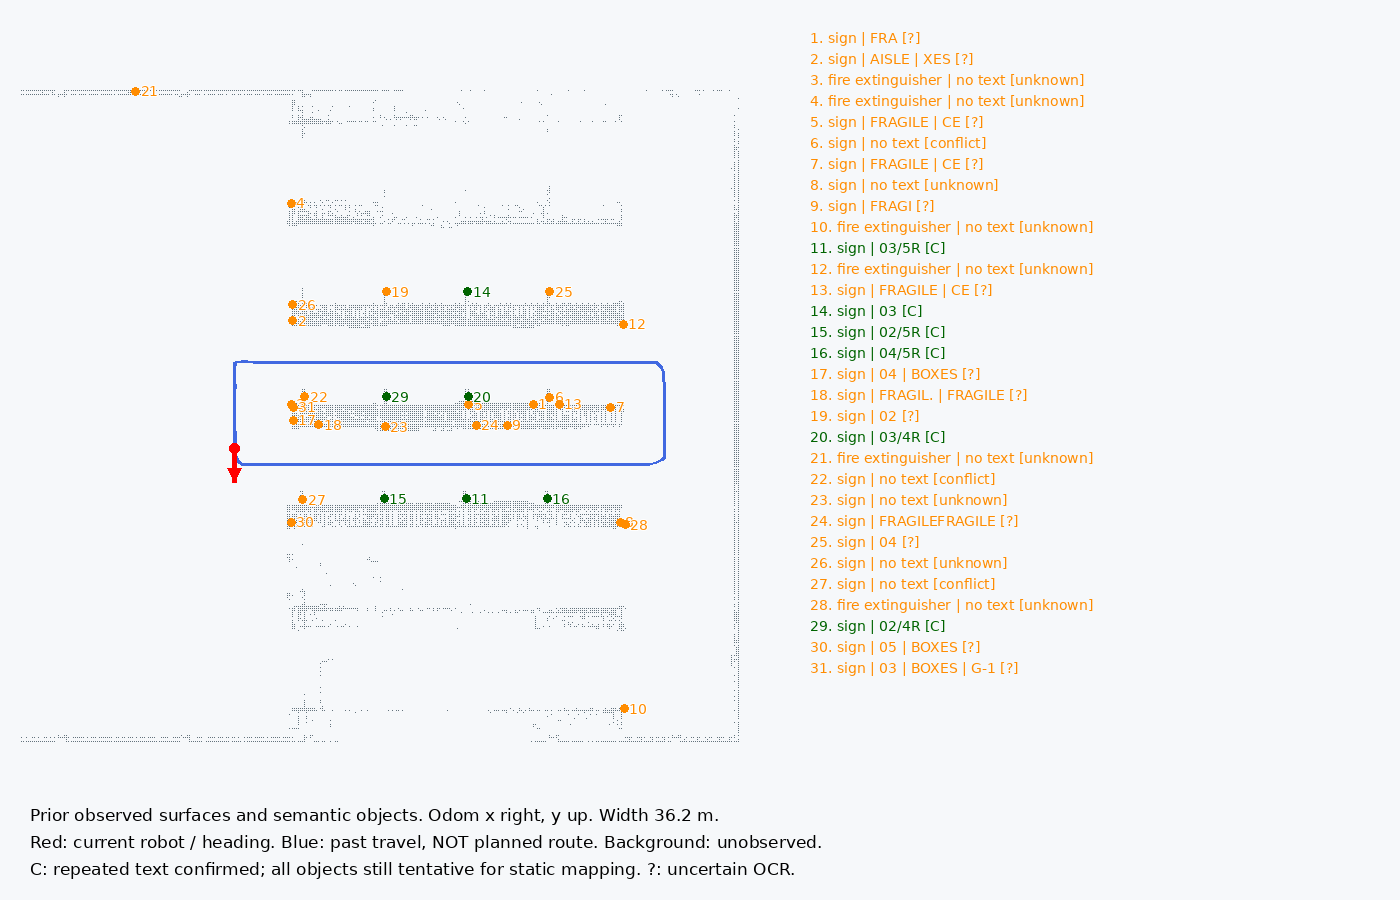 1. sign | FRA [?]
2. sign | AISLE | XES [?]
3. fire extinguisher | no text [unknown]
4. fire extinguisher | no text [unknown]
5. sign | FRAGILE | CE [?]
6. sign | no text [conflict]
7. sign | FRAGILE | CE [?]
8. sign | no text [unknown]
9. sign | FRAGI [?]
10. fire extinguisher | no text [unknown]
11. sign | 03/5R [C]
12. fire extinguisher | no text [unknown]
13. sign | FRAGILE | CE [?]
14. sign | 03 [C]
15. sign | 02/5R [C]
16. sign | 04/5R [C]
17. sign | 04 | BOXES [?]
18. sign | FRAGIL. | FRAGILE [?]
19. sign | 02 [?]
20. sign | 03/4R [C]
21. fire extinguisher | no text [unknown]
22. sign | no text [conflict]
23. sign | no text [unknown]
24. sign | FRAGILEFRAGILE [?]
25. sign | 04 [?]
26. sign | no text [unknown]
27. sign | no text [conflict]
28. fire extinguisher | no text [unknown]
29. sign | 02/4R [C]
30. sign | 05 | BOXES [?]
31. sign | 03 | BOXES | G-1 [?]
21
4
19 14 25
26
2 12
22 29 20 6
31 5 1 13 7
17 18 23 24 9
27 15 11 16
30 28
10
Prior observed surfaces and semantic objects. Odom x right, y up. Width 36.2 m.
Red: current robot / heading. Blue: past travel, NOT planned route. Background: unobserved.
C: repeated text confirmed; all objects still tentative for static mapping. ?: uncertain OCR.